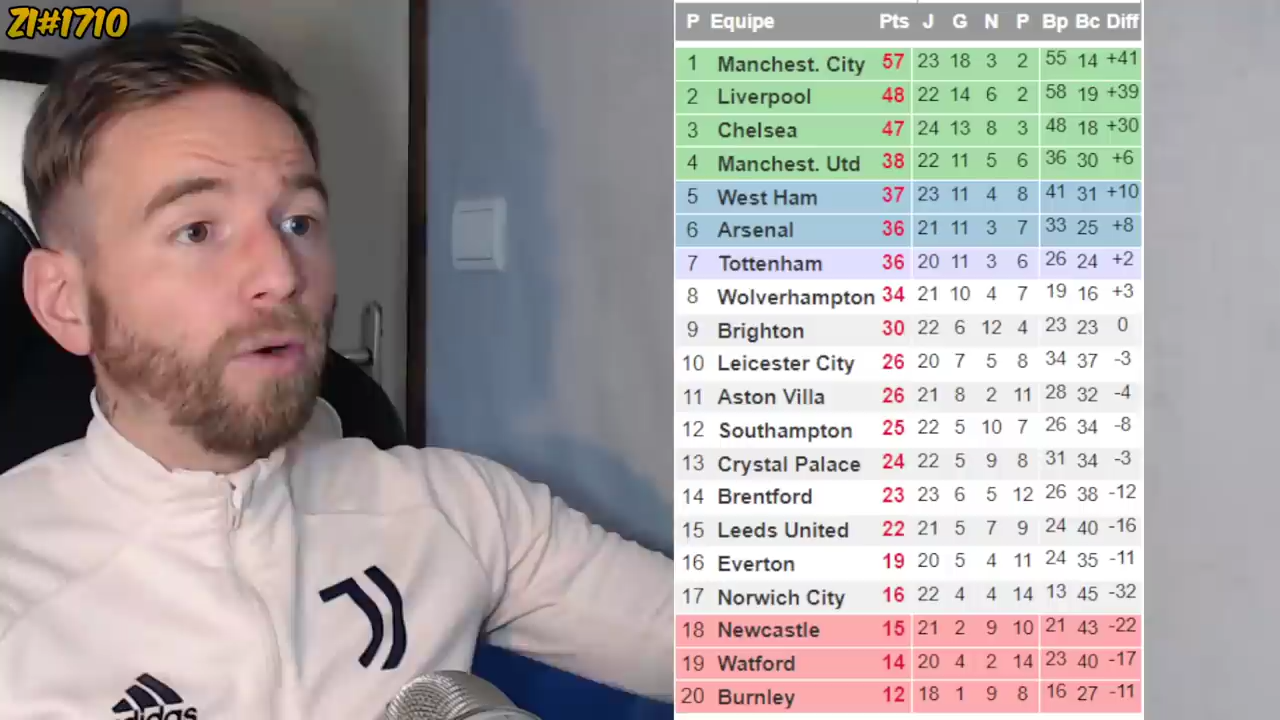 ZI#1710
P Equipe Pts J G N P Bp Bc Diff
1 Manchest. City 57 23 18 3 2 55 14 +41
2 Liverpool 48 22 14 6 2 58 19 +39
3 Chelsea 47 24 13 8 3 48 18 +30
4 Manchest. Utd 38 22 11 5 6 36 30 +6
5 West Ham 37 23 11 4 8 41 31 +10
6 Arsenal 36 21 11 3 7 33 25 +8
7 Tottenham 36 20 11 3 6 26 24 +2
8 Wolverhampton 34 21 10 4 7 19 16 +3
9 Brighton 30 22 6 12 4 23 23 0
10 Leicester City 26 20 7 5 8 34 37 -3
11 Aston Villa 26 21 8 2 11 28 32 -4
12 Southampton 25 22 5 10 7 26 34 -8
13 Crystal Palace 24 22 5 9 8 31 34 -3
14 Brentford 23 23 6 5 12 26 38 -12
15 Leeds United 22 21 5 7 9 24 40 -16
16 Everton 19 20 5 4 11 24 35 -11
17 Norwich City 16 22 4 4 14 13 45 -32
18 Newcastle 15 21 2 9 10 21 43 -22
19 Watford 14 20 4 2 14 23 40 -17
20 Burnley 12 18 1 9 8 16 27 -11
adidas